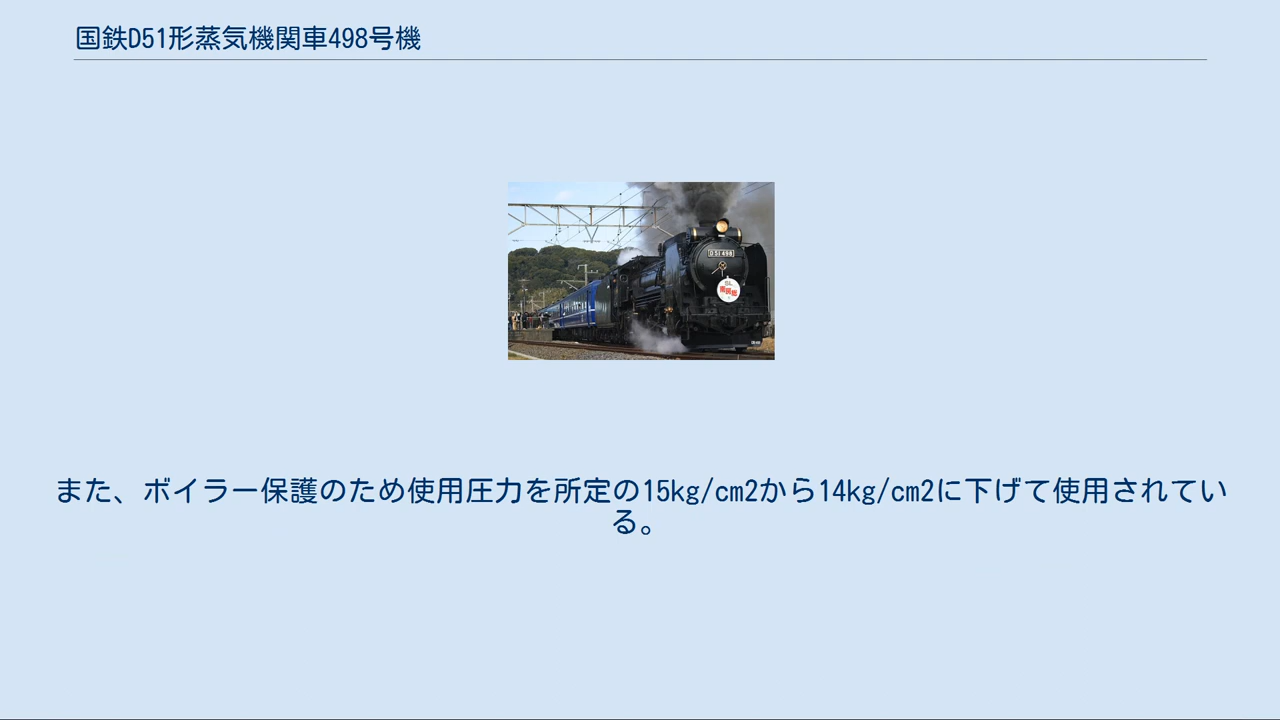 国鉄D51形蒸気機関車498号機
D51 498
また、ボイラー保護のため使用圧力を所定の15kg/cm2から14kg/cm2に下げて使用されてい
る。